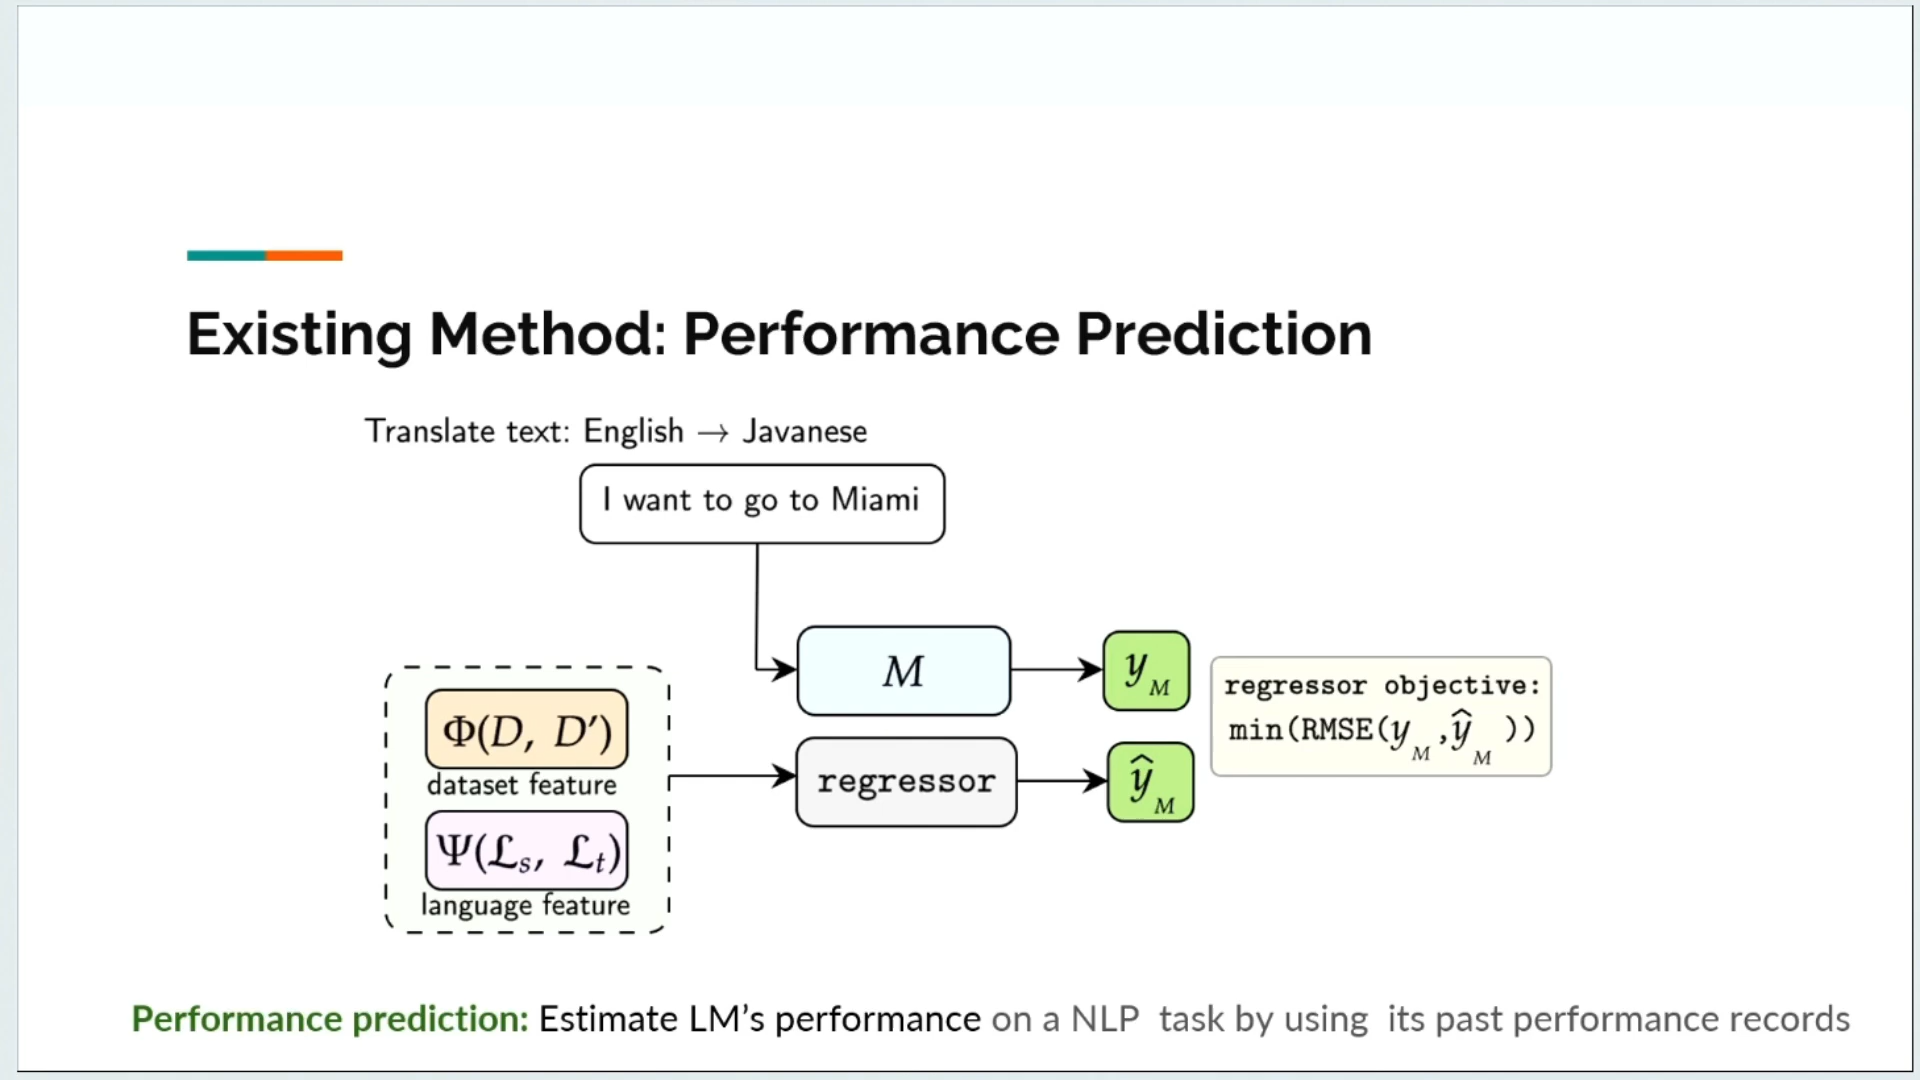 Existing Method: Performance Prediction
Translate text: English → Javanese
I want to go to Miami
M
y_M
regressor objective:
min(RMSE(y_M,ŷ_M ))
Φ(D, D′)
dataset feature
regressor
ŷ_M
Ψ(𝕷_s, 𝕷_t)
language feature
Performance prediction: Estimate LM’s performance on a NLP task by using its past performance records